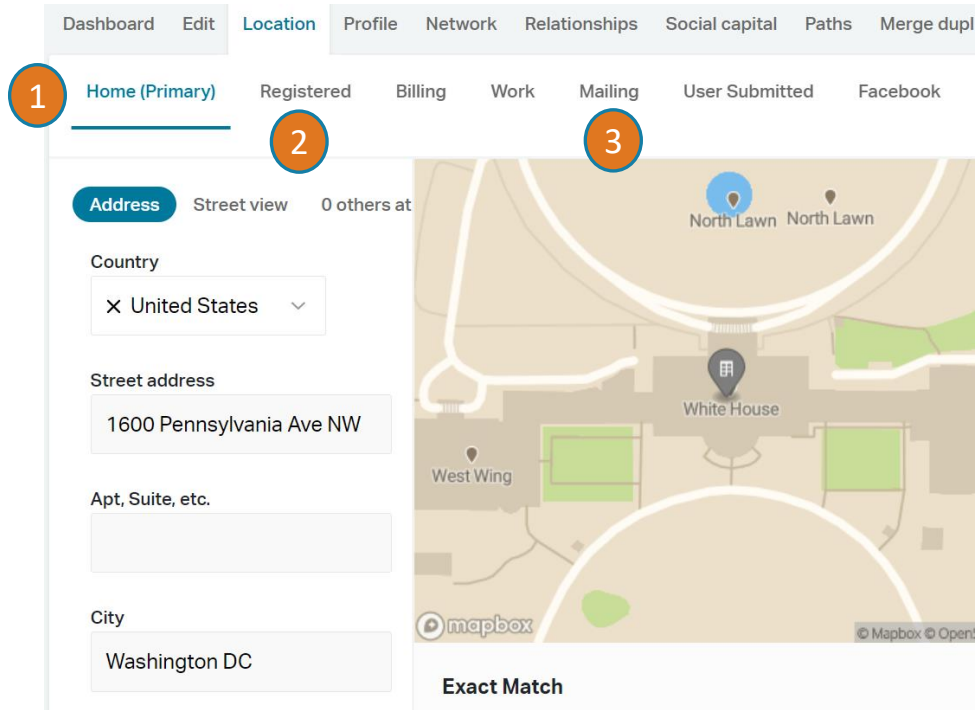 Dashboard Edit Location Profile Network Relationships Social capital Paths Merge dupl
1 Home (Primary) Registered Billing Work Mailing User Submitted Facebook
2 3
Address Street view 0 others at
Country
× United States
Street address
1600 Pennsylvania Ave NW
Apt, Suite, etc.
City
Washington DC
North Lawn North Lawn
White House
West Wing
mapbox
© Mapbox © OpenS
Exact Match